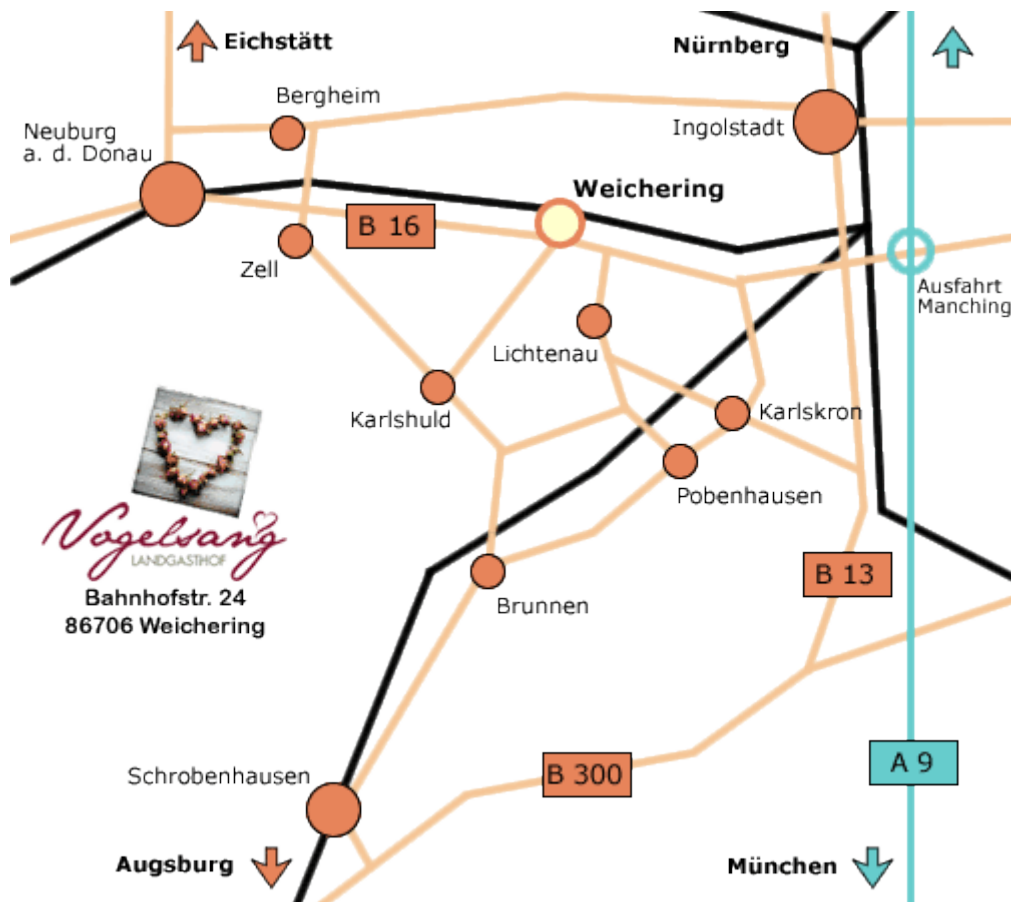 Eichstätt
Nürnberg
Bergheim
Neuburg
a. d. Donau
Ingolstadt
Weichering
B 16
Zell
Ausfahrt
Manching
Lichtenau
Karlshuld
Karlskron
Pobenhausen
Vogelsang
LANDGASTHOF
Bahnhofstr. 24
86706 Weichering
B 13
Brunnen
Schrobenhausen
B 300
A 9
Augsburg
München